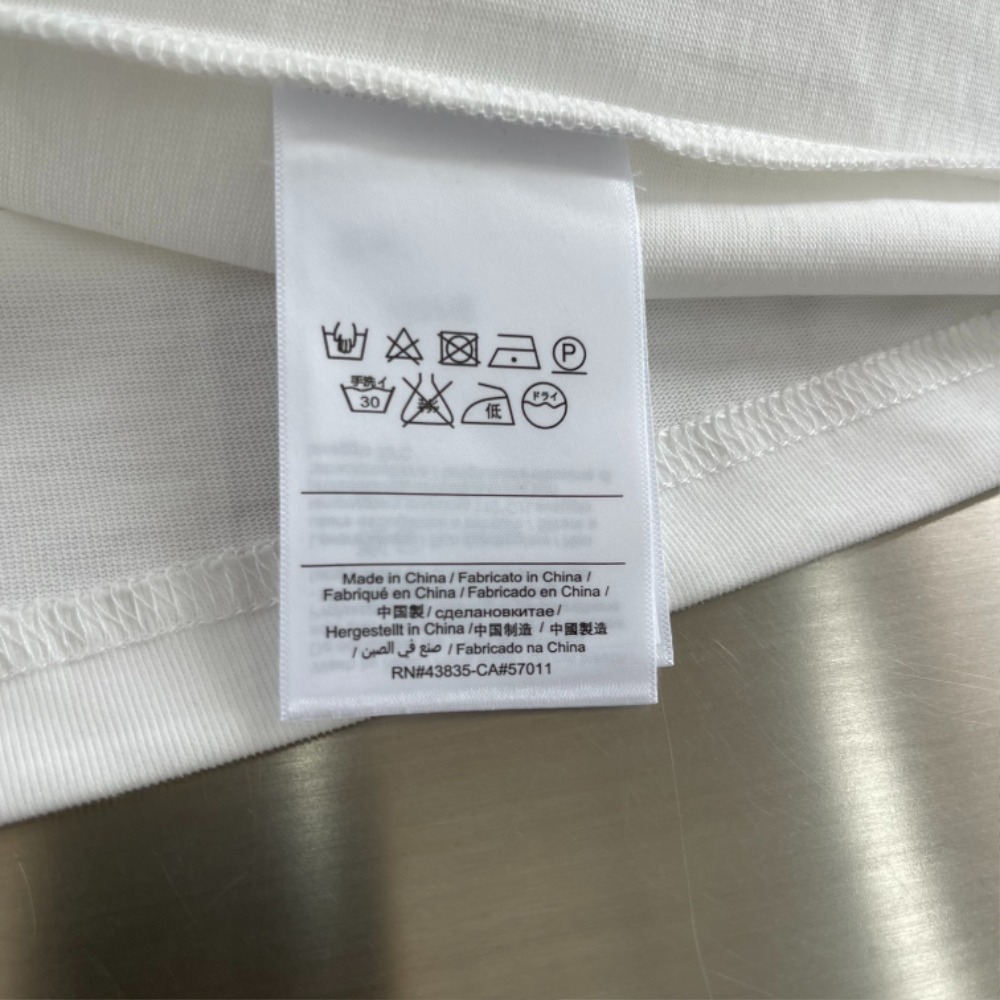 P
手洗イ
30
低
ドライ
Made in China / Fabricato in China /
Fabriqué en China / Fabricado en China /
中国製 / сделановкитае /
Hergestellt in China /中国制造 / 中國製造
/ صنع في الصين / Fabricado na China
RN#43835-CA#57011